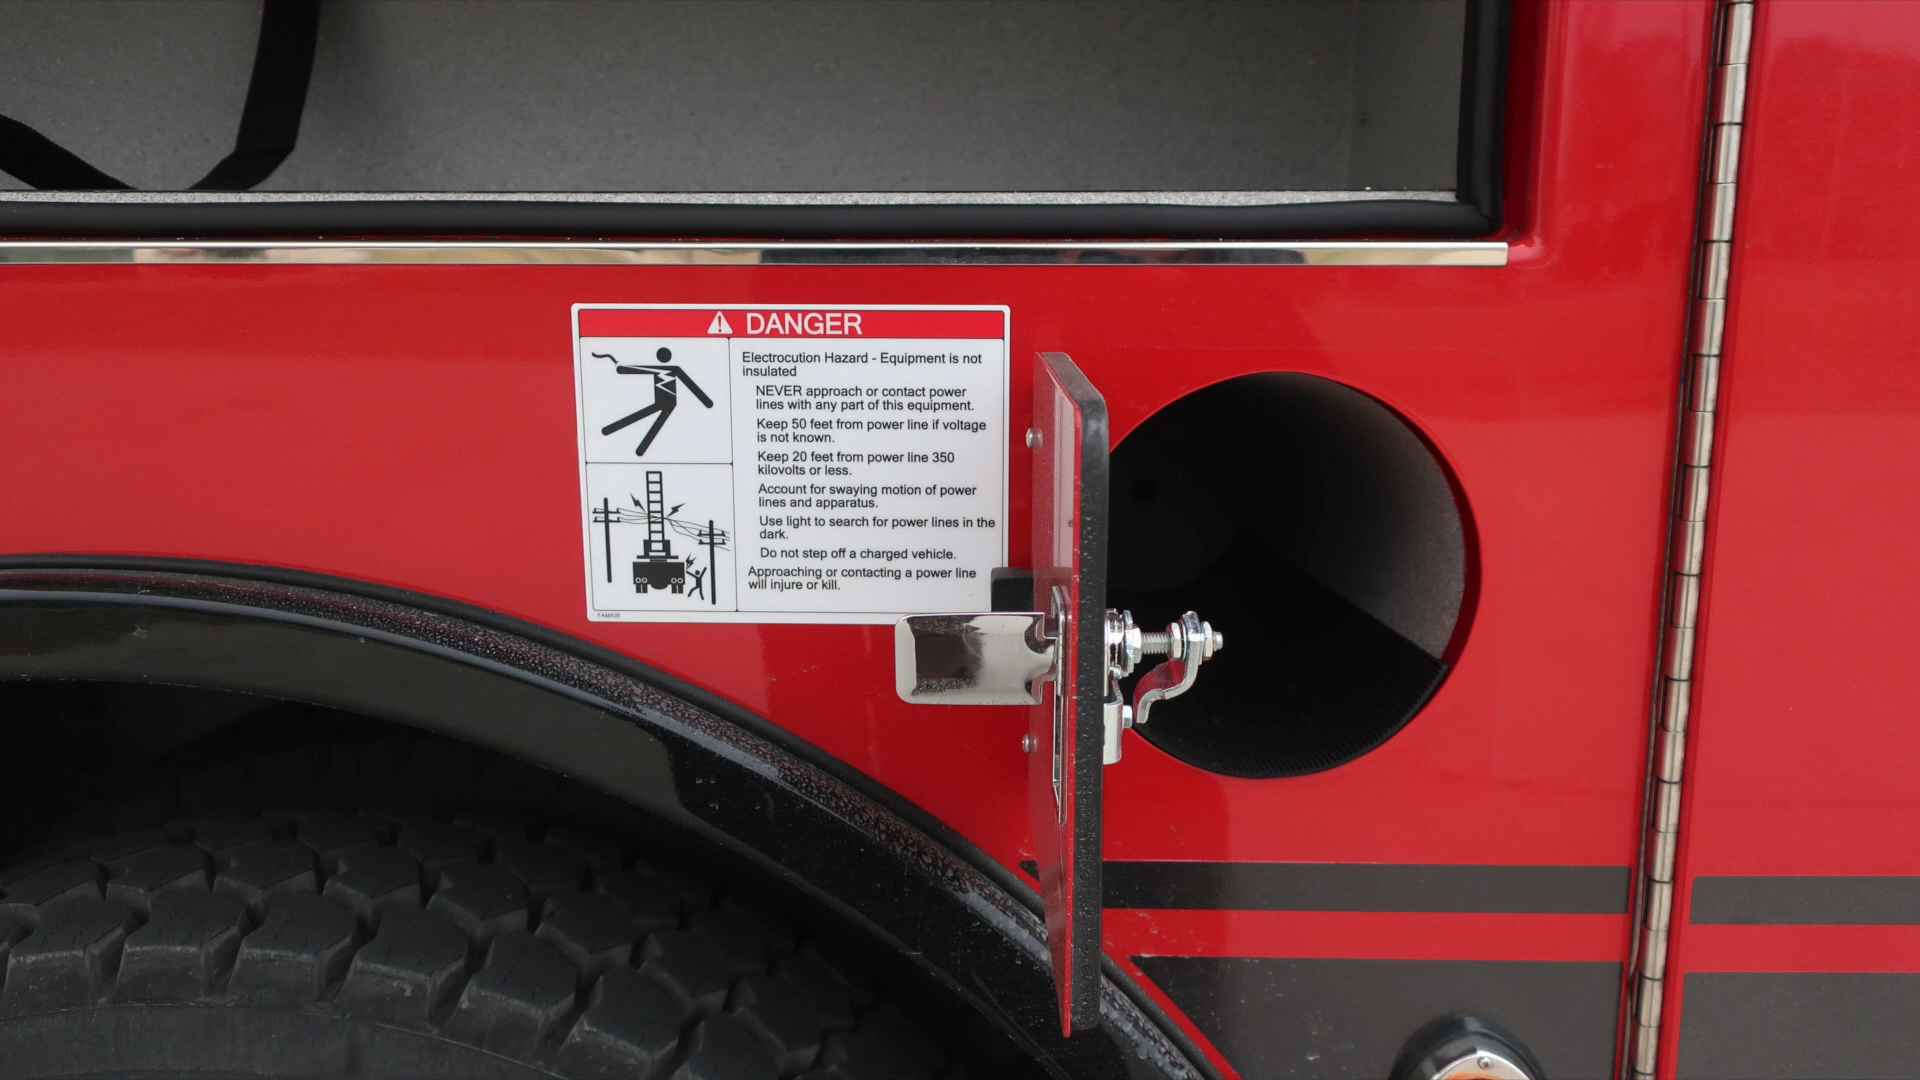 DANGER
Electrocution Hazard - Equipment is not
insulated
NEVER approach or contact power
lines with any part of this equipment.
Keep 50 feet from power line if voltage
is not known.
Keep 20 feet from power line 350
kilovolts or less.
Account for swaying motion of power
lines and apparatus.
Use light to search for power lines in the
dark.
Do not step off a charged vehicle.
Approaching or contacting a power line
will injure or kill.